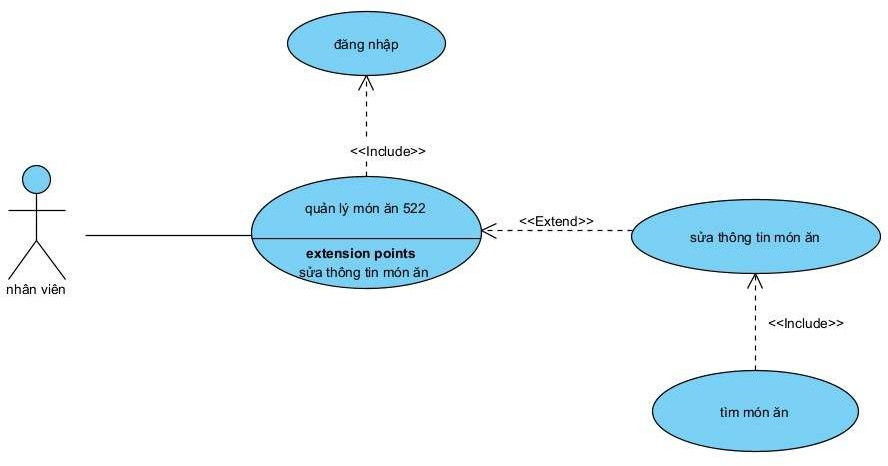 đăng nhập
<<Include>>
quản lý món ăn 522
extension points
sửa thông tin món ăn
<<Extend>>
sửa thông tin món ăn
nhân viên
<<Include>>
tìm món ăn